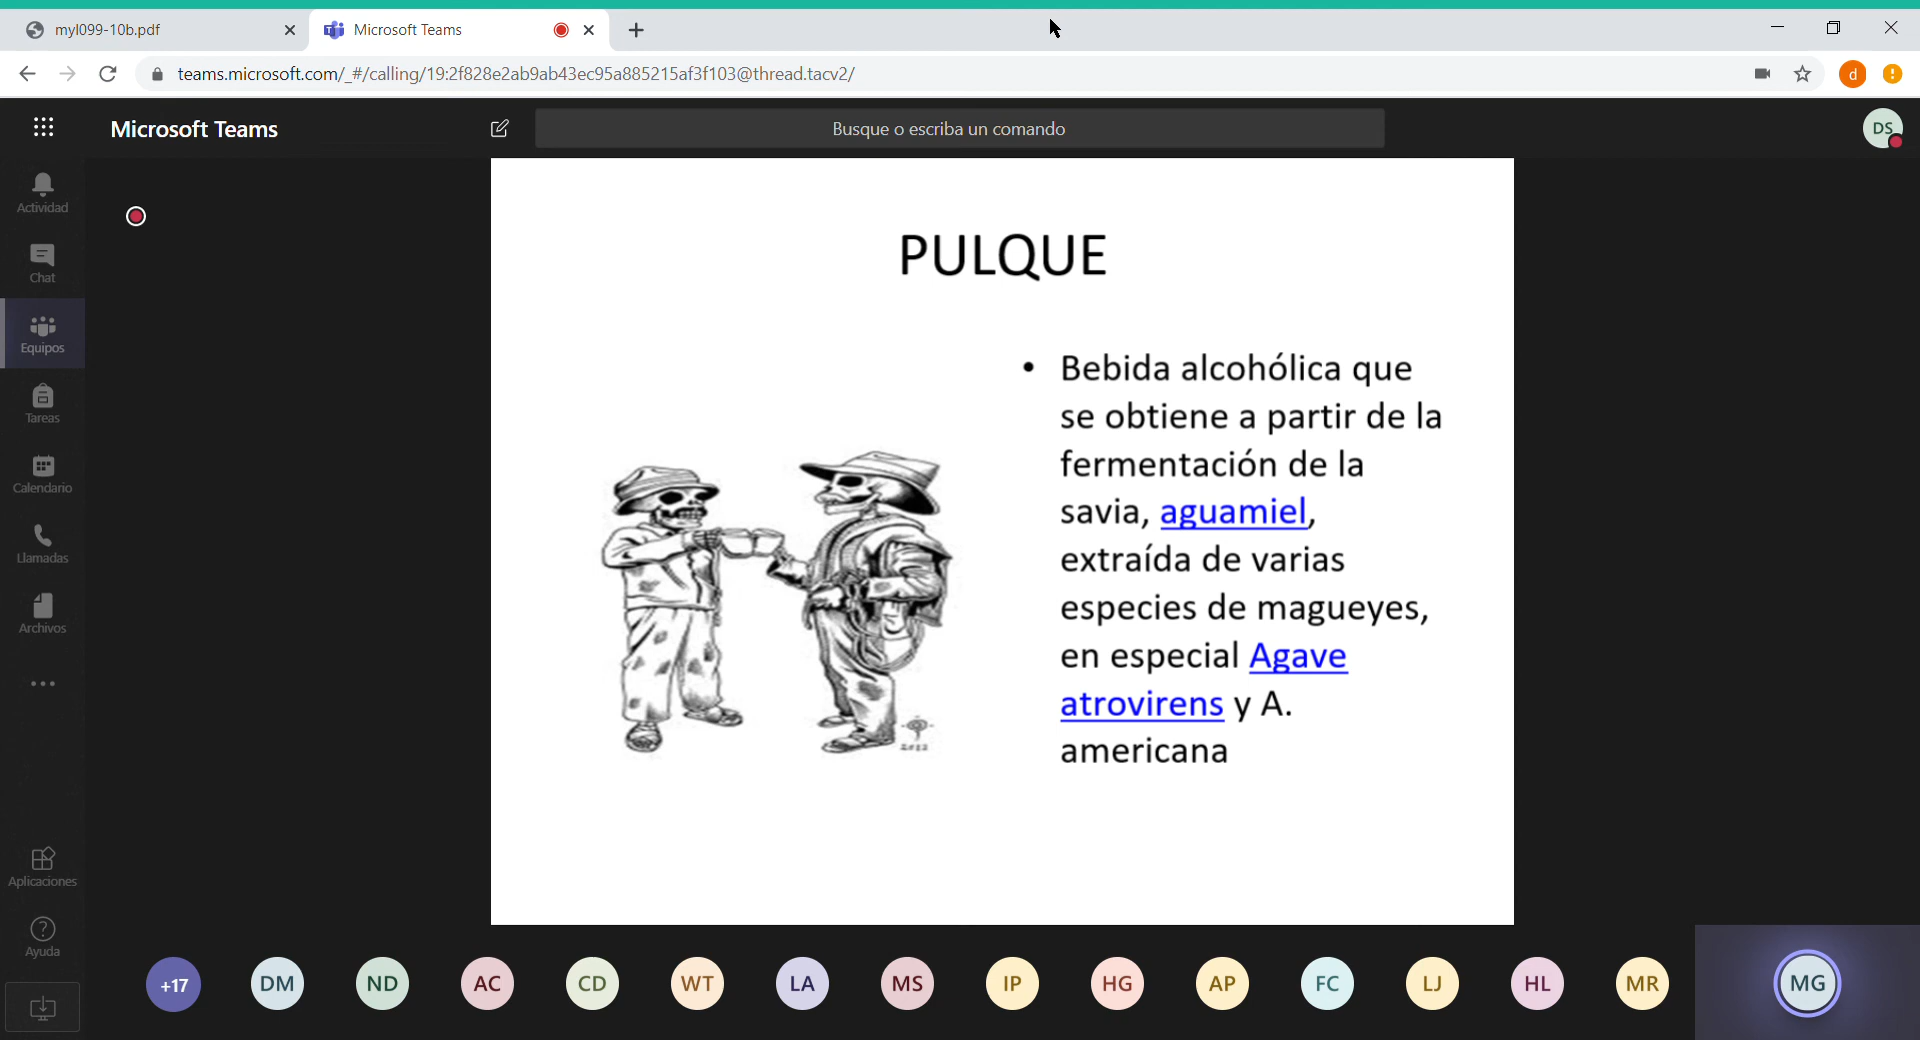 myl099-10b.pdf
Microsoft Teams
teams.microsoft.com/_#/calling/19:2f828e2ab9ab43ec95a885215af3f103@thread.tacv2/
d
Microsoft Teams
Busque o escriba un comando
DS
Actividad
Chat
Equipos
Tareas
Calendario
Llamadas
Archivos
Aplicaciones
Ayuda
PULQUE
• Bebida alcohólica que
se obtiene a partir de la
fermentación de la
savia, aguamiel,
extraída de varias
especies de magueyes,
en especial Agave
atrovirens y A.
americana
2012
+17 DM ND AC CD WT LA MS IP HG AP FC LJ HL MR MG